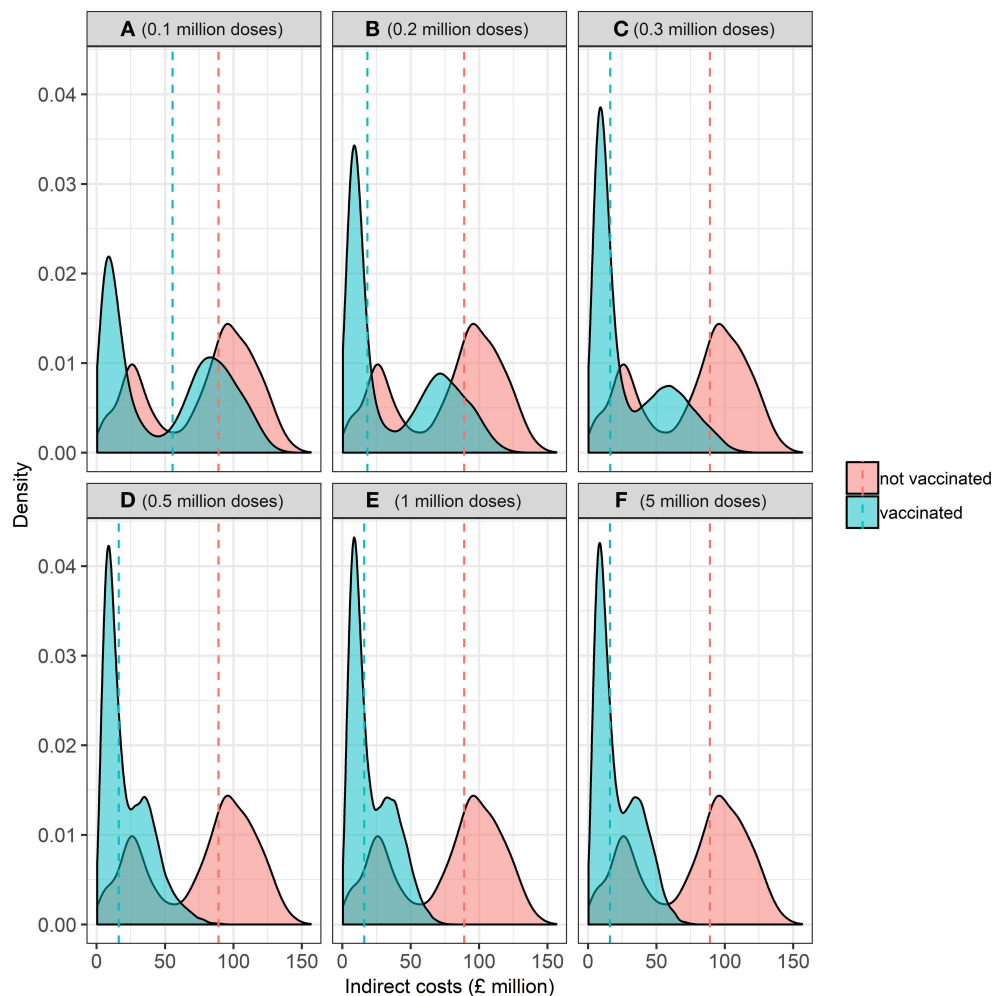 A (0.1 million doses)
B (0.2 million doses)
C (0.3 million doses)
0.04
0.03
0.02
0.01
0.00
Density
not vaccinated
vaccinated
D (0.5 million doses)
E (1 million doses)
F (5 million doses)
0.04
0.03
0.02
0.01
0.00
0 50 100 150
0 50 100 150
0 50 100 150
Indirect costs (£ million)